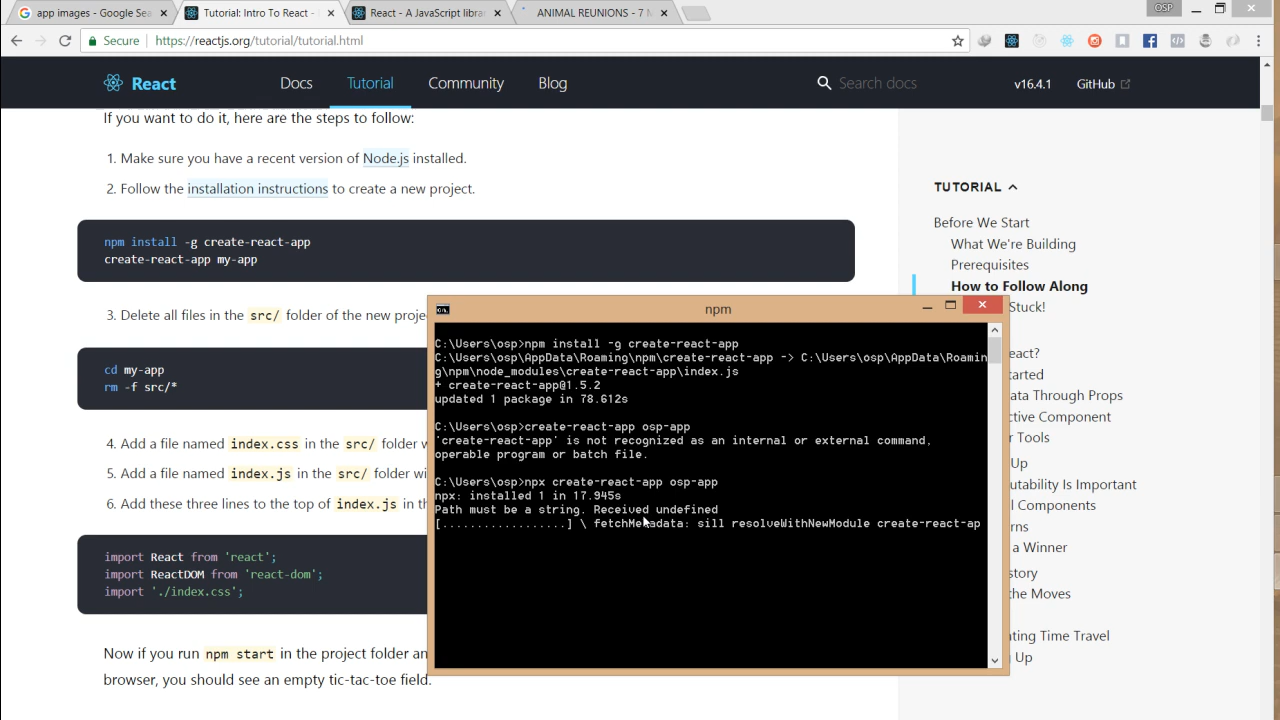 app images - Google Sea
Tutorial: Intro To React -
React - A JavaScript librar
ANIMAL REUNIONS - 7 M
OSP
Secure
https://reactjs.org/tutorial/tutorial.html
React
Docs
Tutorial
Community
Blog
Search docs
v16.4.1
GitHub
If you want to do it, here are the steps to follow:
1. Make sure you have a recent version of Node.js installed.
2. Follow the installation instructions to create a new project.
npm install -g create-react-app
create-react-app my-app
3. Delete all files in the src/ folder of the new proje
cd my-app
rm -f src/*
4. Add a file named index.css in the src/ folder w
5. Add a file named index.js in the src/ folder wi
6. Add these three lines to the top of index.js in th
import React from 'react';
import ReactDOM from 'react-dom';
import './index.css';
Now if you run npm start in the project folder an
browser, you should see an empty tic-tac-toe field.
npm
C:\Users\osp>npm install -g create-react-app
C:\Users\osp\AppData\Roaming\npm\create-react-app -> C:\Users\osp\AppData\Roamin
g\npm\node_modules\create-react-app\index.js
+ create-react-app@1.5.2
updated 1 package in 78.612s
C:\Users\osp>create-react-app osp-app
'create-react-app' is not recognized as an internal or external command,
operable program or batch file.
C:\Users\osp>npx create-react-app osp-app
npx: installed 1 in 17.945s
Path must be a string. Received undefined
[..................] \ fetchMetadata: sill resolveWithNewModule create-react-ap
TUTORIAL
Before We Start
What We're Building
Prerequisites
How to Follow Along
Stuck!
eact?
tarted
ata Through Props
ctive Component
r Tools
Up
utability Is Important
Components
rns
a Winner
story
the Moves
ting Time Travel
g Up